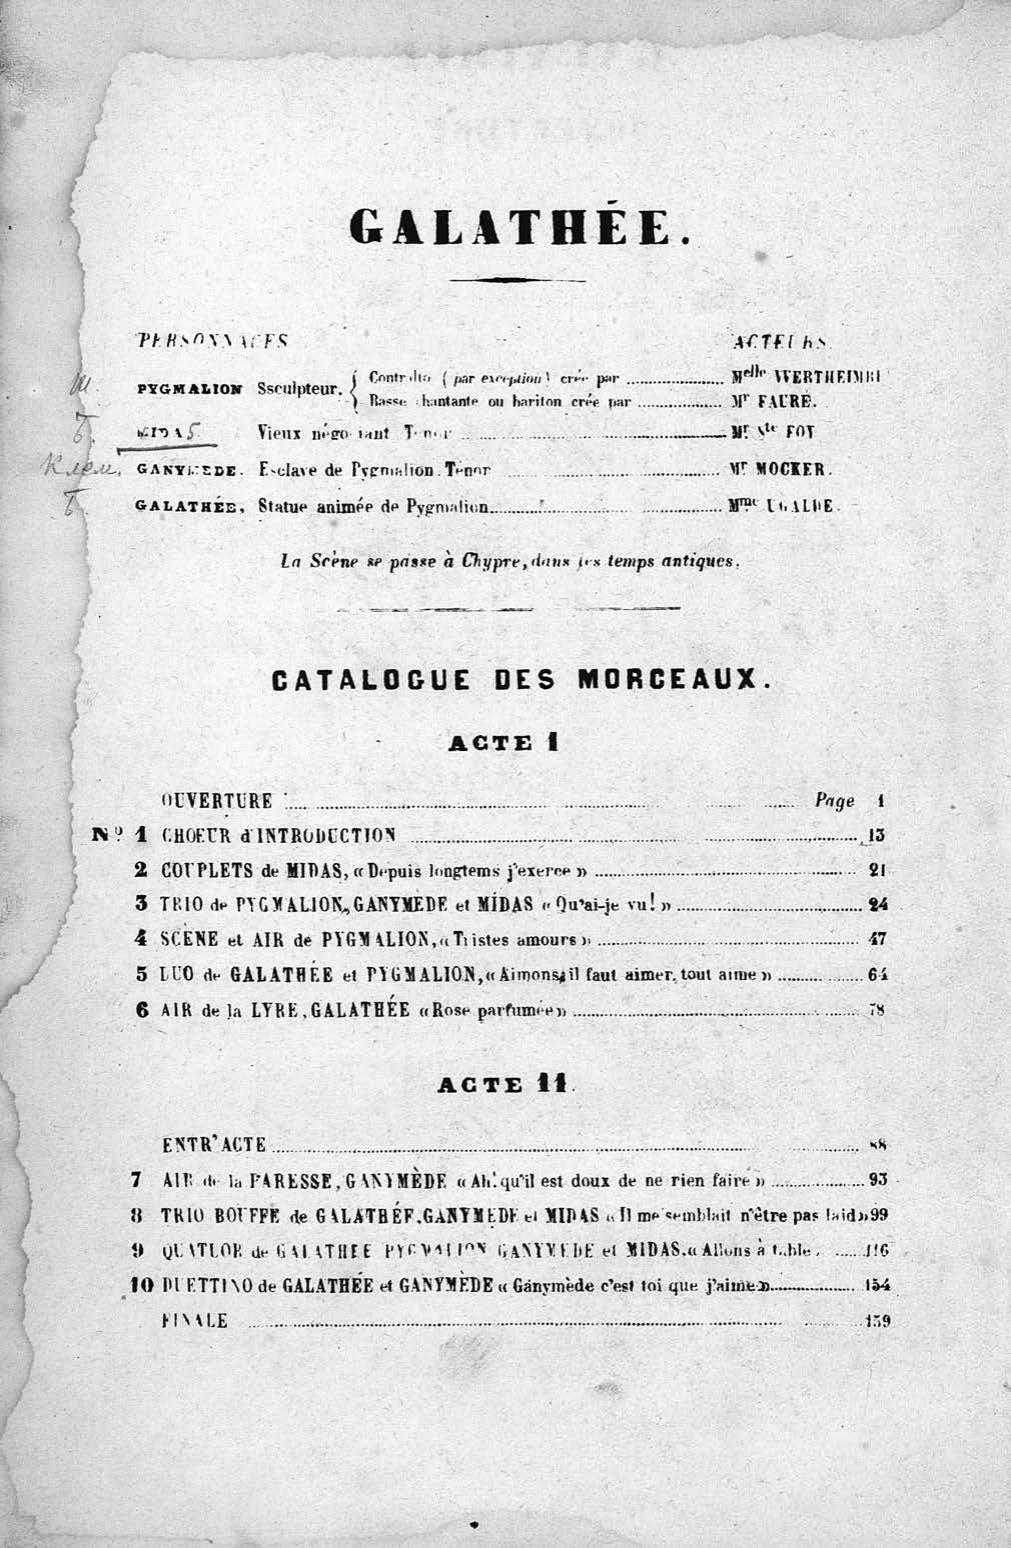 GALATHÉE.
PERSONNAGES ACTEURS
PYGMALION Ssculpteur. Contralto (par exception) créé par ........ Melle WERTHEIMBE
Basse chantante ou bariton créé par ........ Mr FAURE.
MIDAS Vieux négociant Ténor ........ Mr Ste FOY
Клем. GANYMEDE. Esclave de Pygmalion. Ténor ........ Mr MOCKER.
GALATHÉE, Statue animée de Pygmalion ........ Mme UGALDE.
La Scène se passe à Chypre, dans les temps antiques.
CATALOGUE DES MORCEAUX.
ACTE I
OUVERTURE ........ Page 1
No 1 CHOEUR d'INTRODUCTION ........ 13
2 COUPLETS de MIDAS, « Depuis longtems j'exerce » ........ 21
3 TRIO de PYGMALION, GANYMÈDE et MIDAS « Qu'ai-je vu! » ........ 24
4 SCÈNE et AIR de PYGMALION, « Tristes amours » ........ 47
5 DUO de GALATHÉE et PYGMALION, « Aimons, il faut aimer, tout aime » ........ 64
6 AIR de la LYRE, GALATHÉE « Rose parfumée » ........ 78
ACTE II.
ENTR'ACTE ........ 88
7 AIR de la PARESSE, GANYMÈDE « Ah! qu'il est doux de ne rien faire » ........ 93
8 TRIO BOUFFE de GALATHÉE, GANYMEDE et MIDAS « Il me semblait n'être pas laid » 99
9 QUATUOR de GALATHEE PYGMALION GANYMEDE et MIDAS. « Allons à table, ........ 116
10 DUETTINO de GALATHÉE et GANYMÈDE « Ganymède c'est toi que j'aime » ........ 154
FINALE ........ 159